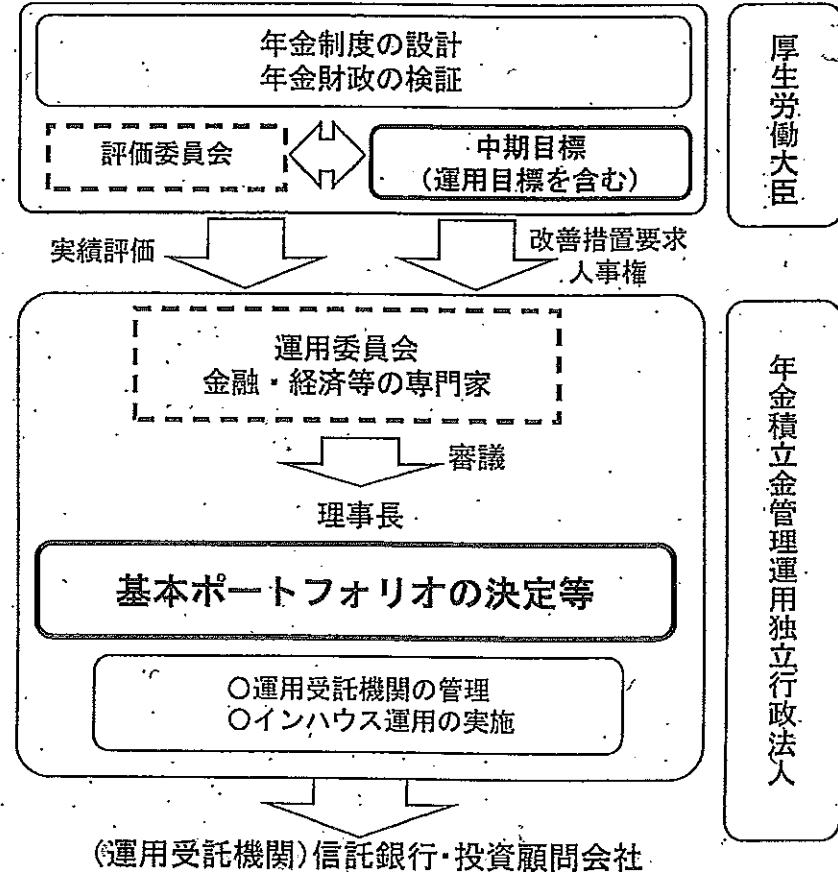 年金制度の設計
年金財政の検証
評価委員会
中期目標
(運用目標を含む)
厚生労働大臣
実績評価
改善措置要求
人事権
運用委員会
金融・経済等の専門家
審議
理事長
基本ポートフォリオの決定等
○運用受託機関の管理
○インハウス運用の実施
年金積立金管理運用独立行政法人
(運用受託機関)信託銀行・投資顧問会社